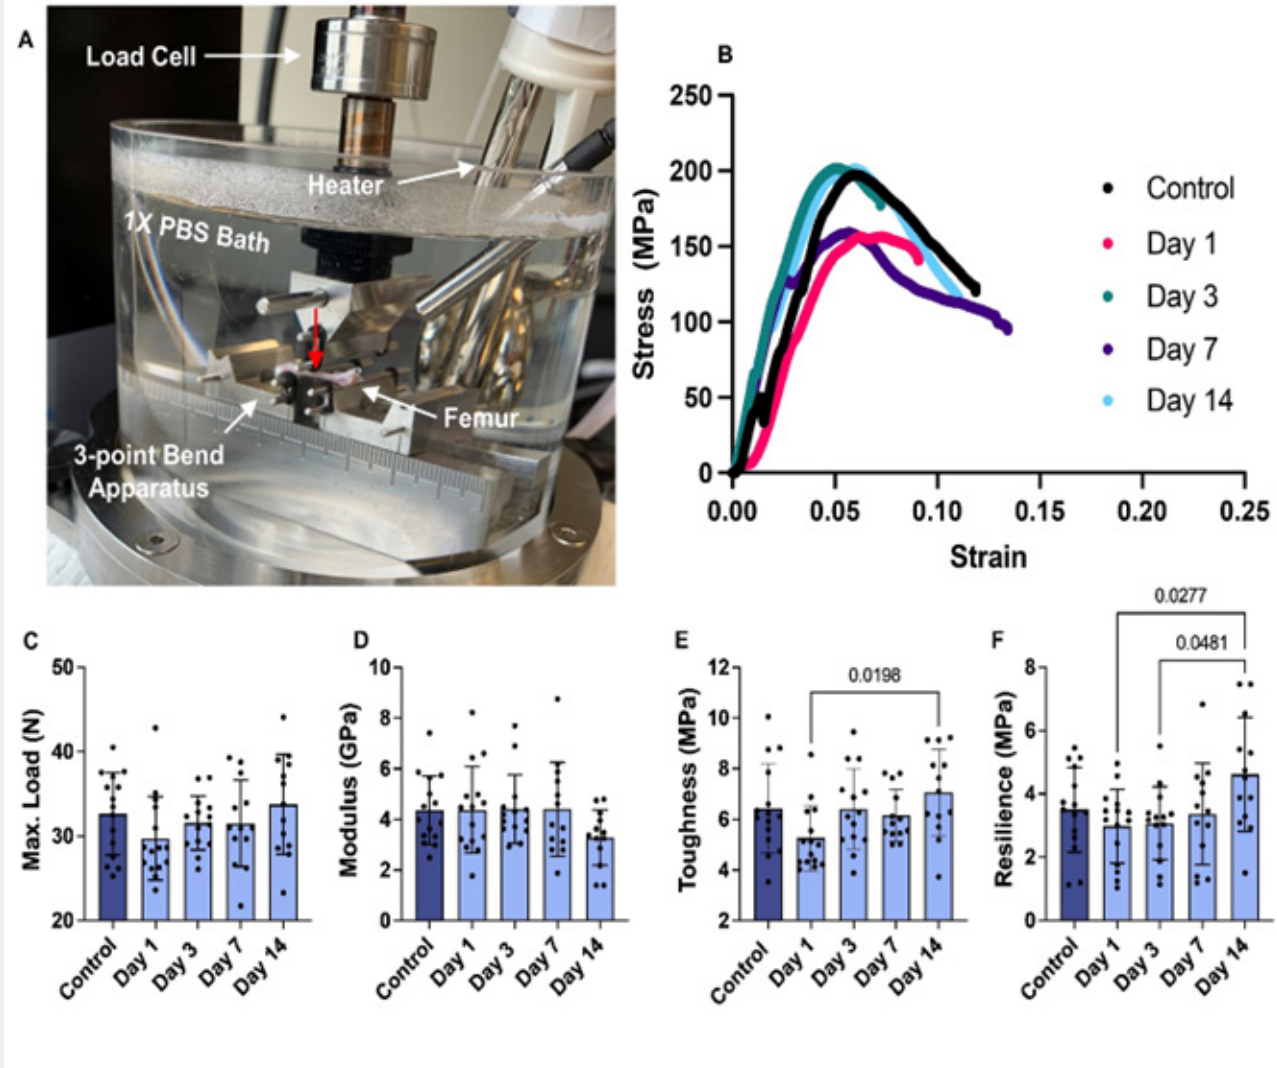 A
Load Cell
Heater
1X PBS Bath
Femur
3-point Bend
Apparatus
B
250
200
150
100
50
0
Stress (MPa)
0.00 0.05 0.10 0.15 0.20 0.25
Strain
Control
Day 1
Day 3
Day 7
Day 14
C
50
40
30
20
Max. Load (N)
Control Day 1 Day 3 Day 7 Day 14
D
10
8
6
4
2
0
Modulus (GPa)
Control Day 1 Day 3 Day 7 Day 14
E
0.0198
12
10
8
6
4
2
Toughness (MPa)
Control Day 1 Day 3 Day 7 Day 14
F
0.0277
0.0481
8
6
4
2
0
Resilience (MPa)
Control Day 1 Day 3 Day 7 Day 14